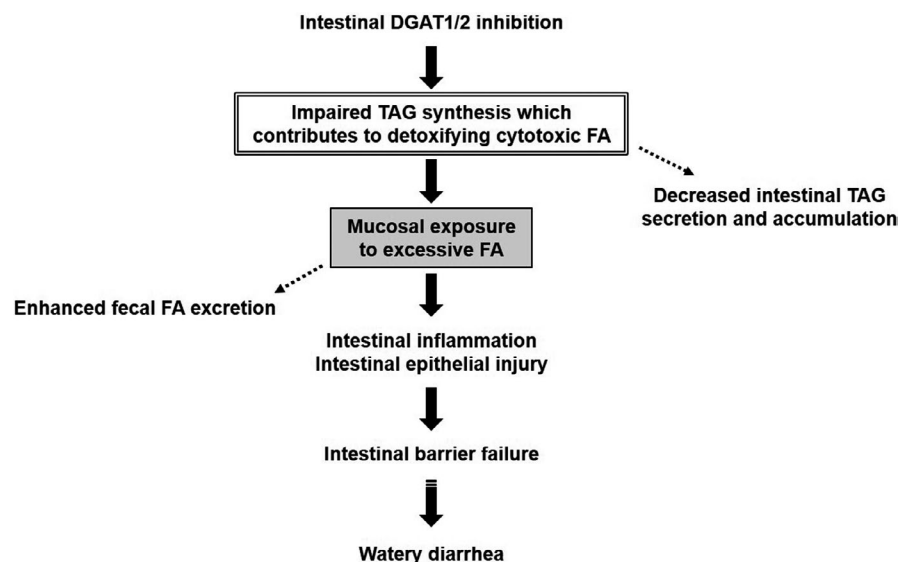 Intestinal DGAT1/2 inhibition
Impaired TAG synthesis which
contributes to detoxifying cytotoxic FA
Decreased intestinal TAG
secretion and accumulation
Mucosal exposure
to excessive FA
Enhanced fecal FA excretion
Intestinal inflammation
Intestinal epithelial injury
Intestinal barrier failure
Watery diarrhea